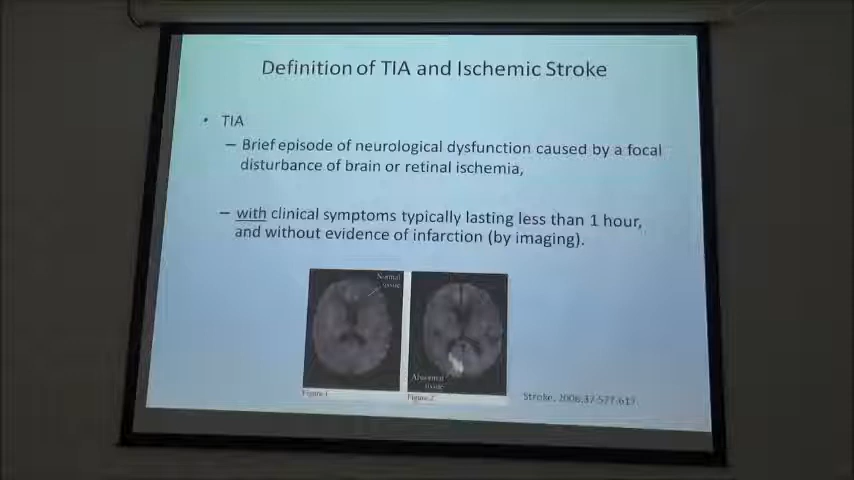 Definition of TIA and Ischemic Stroke
• TIA
– Brief episode of neurological dysfunction caused by a focal
disturbance of brain or retinal ischemia,
– with clinical symptoms typically lasting less than 1 hour,
and without evidence of infarction (by imaging).
Normal
tissue
Abnormal
tissue
Figure 1
Figure 2
Stroke. 2006;37:577-617.